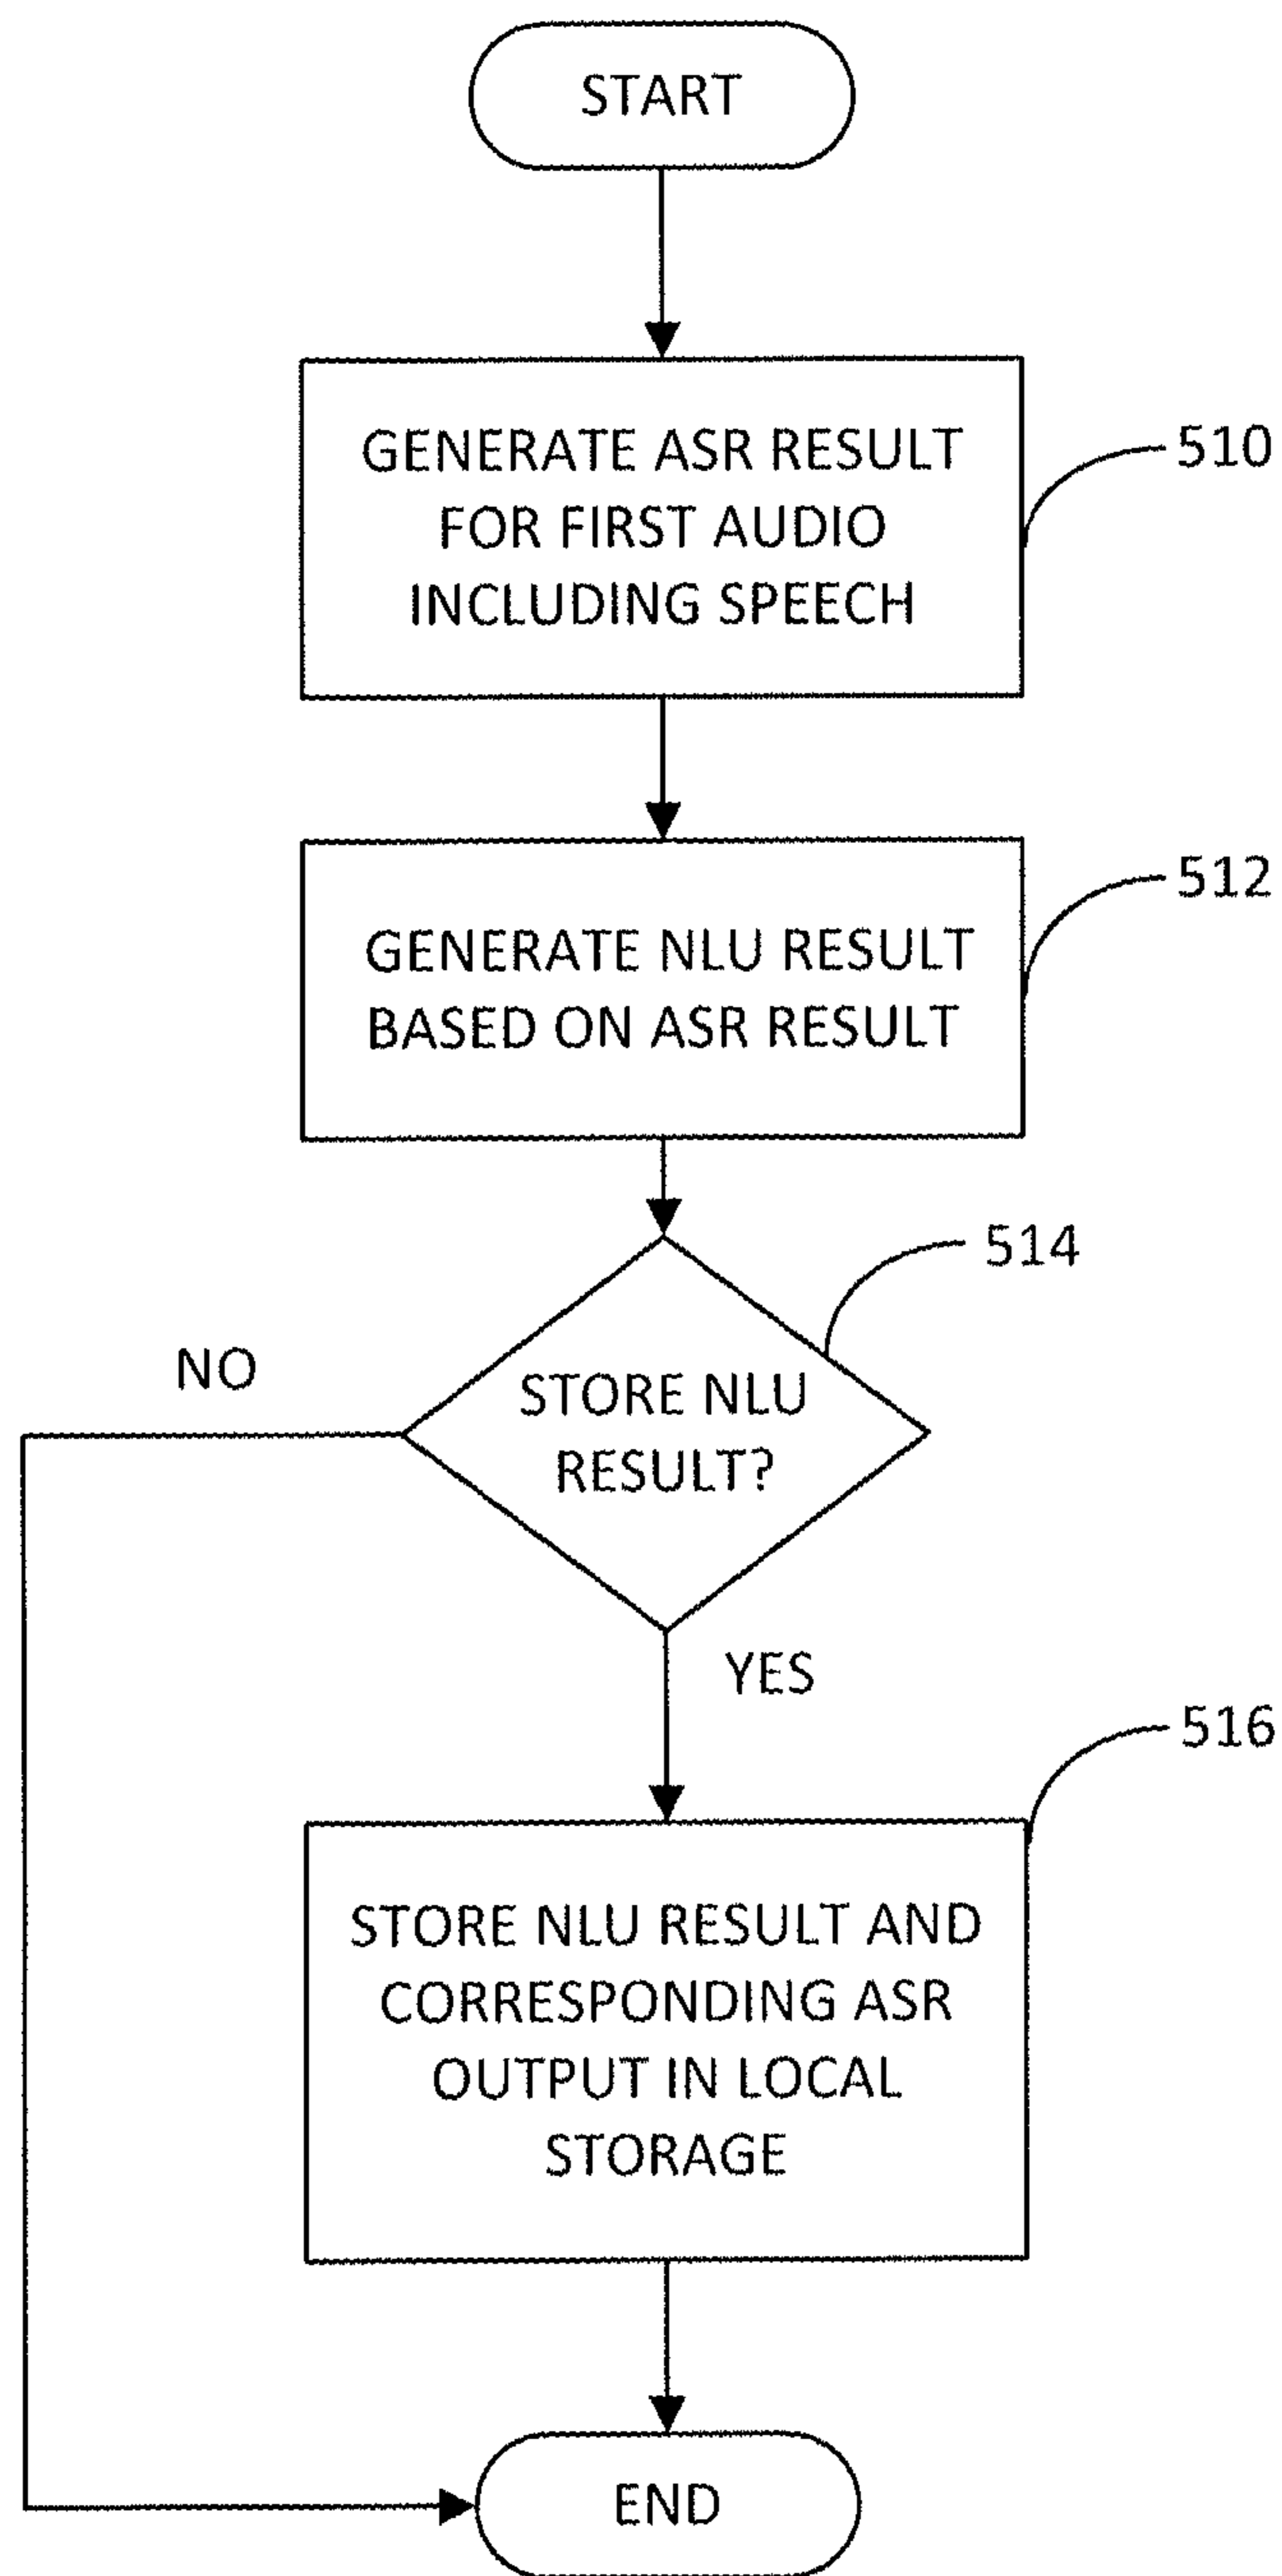 START
GENERATE ASR RESULT
FOR FIRST AUDIO
INCLUDING SPEECH
510
GENERATE NLU RESULT
BASED ON ASR RESULT
512
514
STORE NLU
RESULT?
NO
YES
516
STORE NLU RESULT AND
CORRESPONDING ASR
OUTPUT IN LOCAL
STORAGE
END